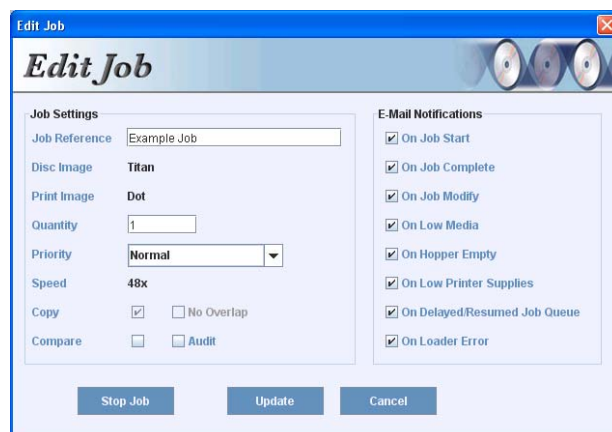 Edit Job
Edit Job
Job Settings
Job Reference Example Job
Disc Image Titan
Print Image Dot
Quantity 1
Priority Normal
Speed 48x
Copy No Overlap
Compare Audit
E-Mail Notifications
On Job Start
On Job Complete
On Job Modify
On Low Media
On Hopper Empty
On Low Printer Supplies
On Delayed/Resumed Job Queue
On Loader Error
Stop Job Update Cancel